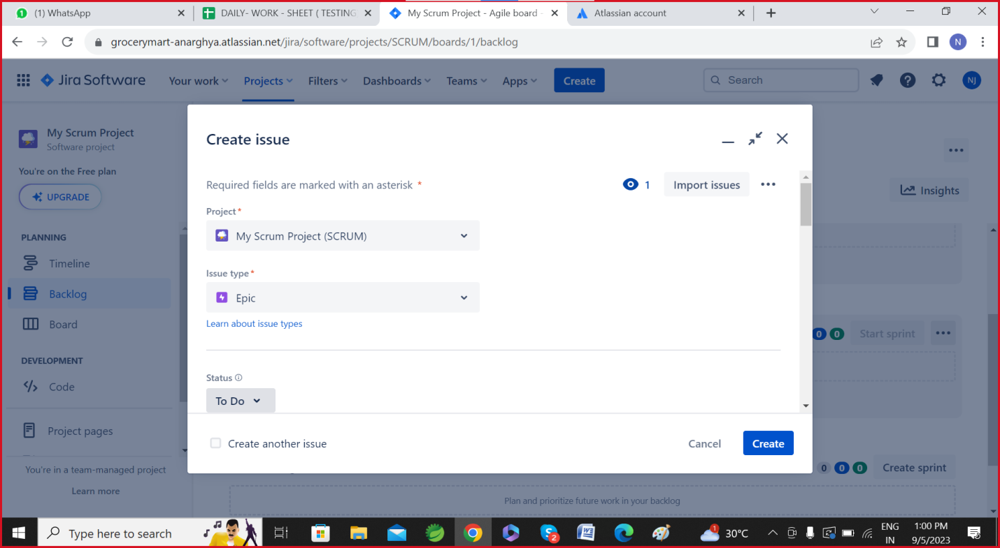 (1) WhatsApp
DAILY- WORK - SHEET ( TESTING
My Scrum Project - Agile board -
Atlassian account
grocerymart-anarghya.atlassian.net/jira/software/projects/SCRUM/boards/1/backlog
N
Jira Software
Your work
Projects
Filters
Dashboards
Teams
Apps
Create
Search
NJ
My Scrum Project
Software project
You're on the Free plan
UPGRADE
PLANNING
Timeline
Backlog
Board
DEVELOPMENT
Code
Project pages
You're in a team-managed project
Learn more
Insights
Create issue
Required fields are marked with an asterisk *
1
Import issues
Project *
My Scrum Project (SCRUM)
Issue type *
Epic
Learn about issue types
Status
To Do
Create another issue
Cancel
Create
0 0 Start sprint
0 0 0 Create sprint
Plan and prioritize future work in your backlog
Type here to search
2
1
30°C
ENG
IN
1:00 PM
9/5/2023